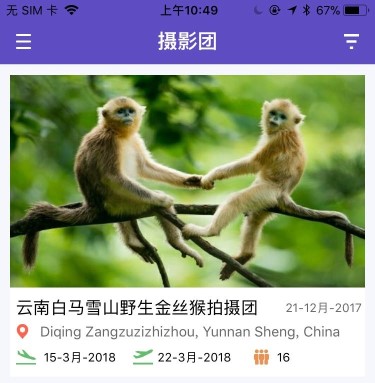 无 SIM 卡 上午10:49 67%
摄影团
云南白马雪山野生金丝猴拍摄团 21-12月-2017
Diqing Zangzuzizhizhou, Yunnan Sheng, China
15-3月-2018 22-3月-2018 16